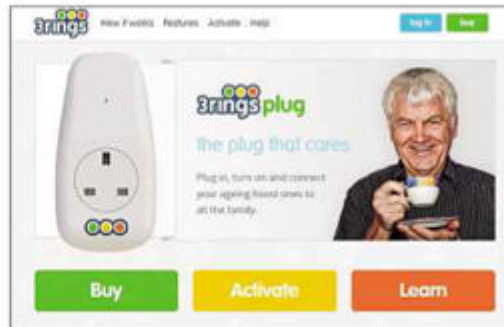 3rings
How it works Features Activate Help
log in
buy
3rings plug
the plug that cares
Plug in, turn on and connect
your ageing loved ones to
all the family.
Buy
Activate
Learn